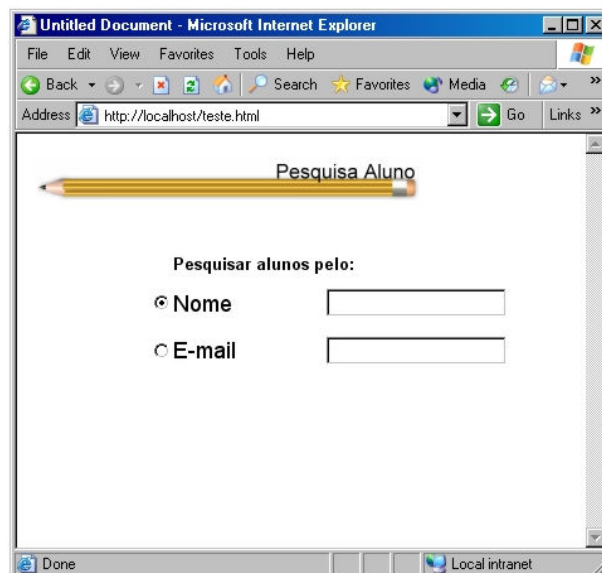 Untitled Document - Microsoft Internet Explorer
File Edit View Favorites Tools Help
Back Search Favorites Media »
Address http://localhost/teste.html Go Links »
Pesquisa Aluno
Pesquisar alunos pelo:
Nome
E-mail
Done Local intranet